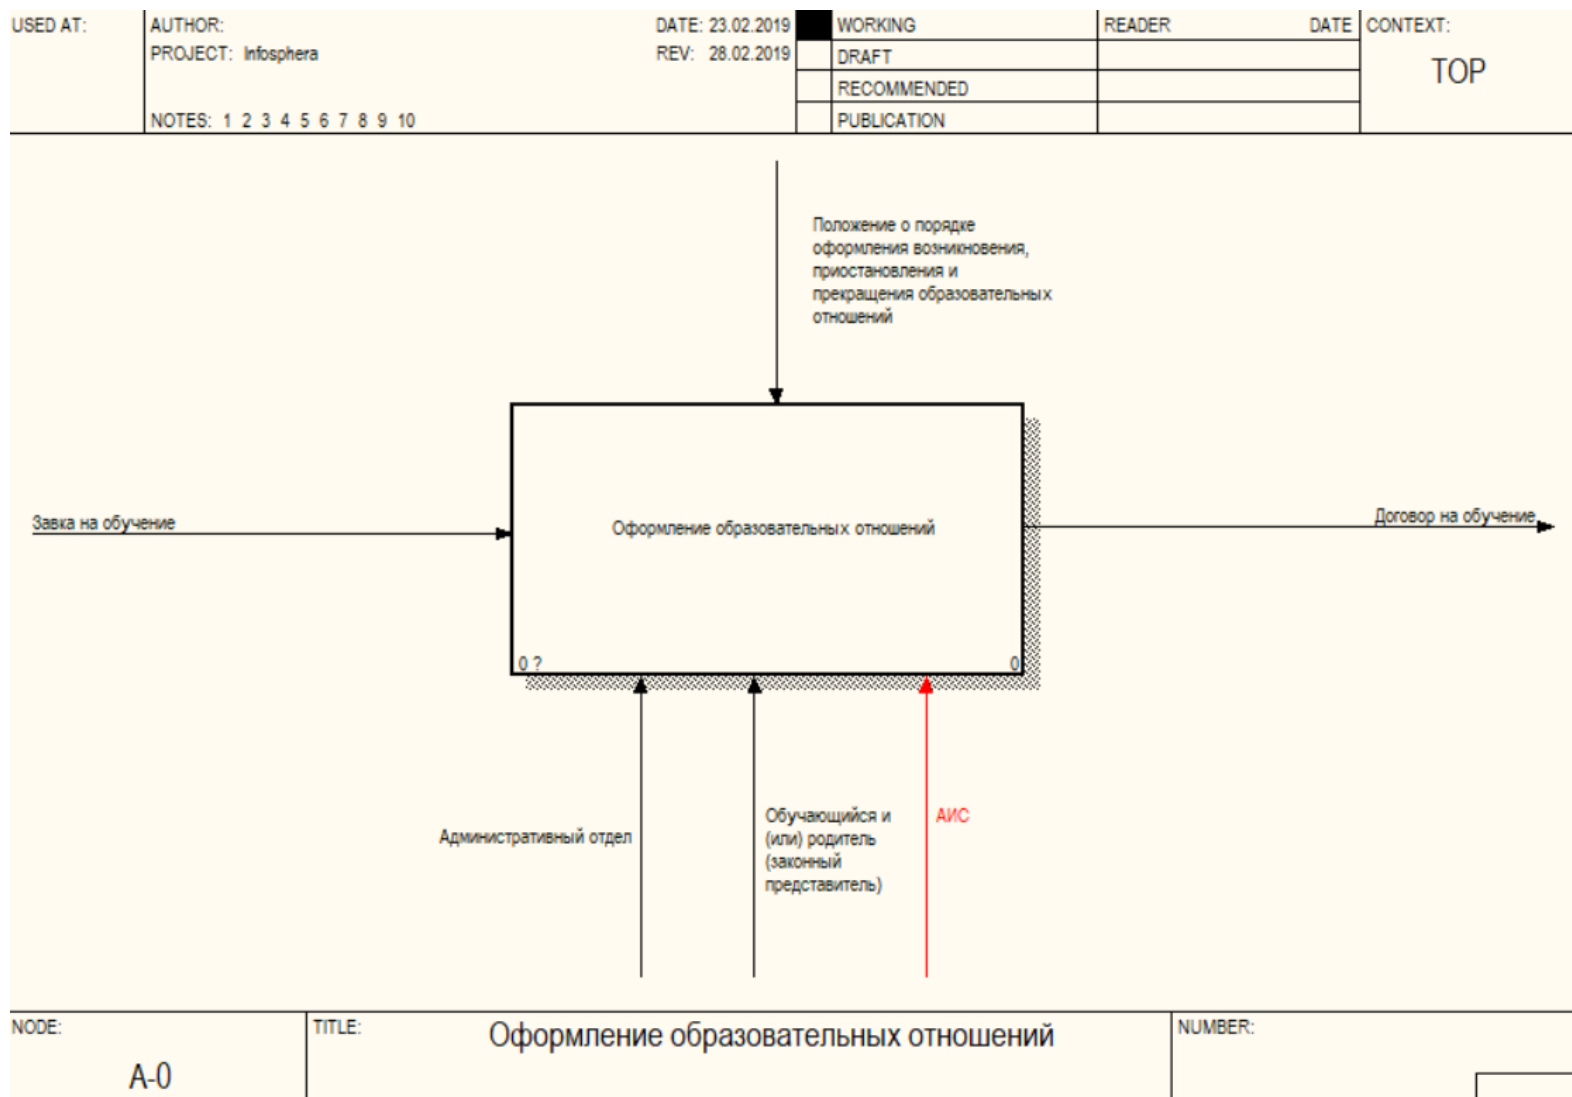 USED AT:
AUTHOR:
DATE: 23.02.2019
WORKING
READER
DATE
CONTEXT:
PROJECT: Infosphera
REV: 28.02.2019
DRAFT
TOP
RECOMMENDED
NOTES: 1 2 3 4 5 6 7 8 9 10
PUBLICATION
Положение о порядке
оформления возникновения,
приостановления и
прекращения образовательных
отношений
Завка на обучение
Оформление образовательных отношений
Договор на обучение
0 ?
0
Административный отдел
Обучающийся и
(или) родитель
(законный
представитель)
АИС
NODE:
TITLE:
Оформление образовательных отношений
NUMBER:
A-0